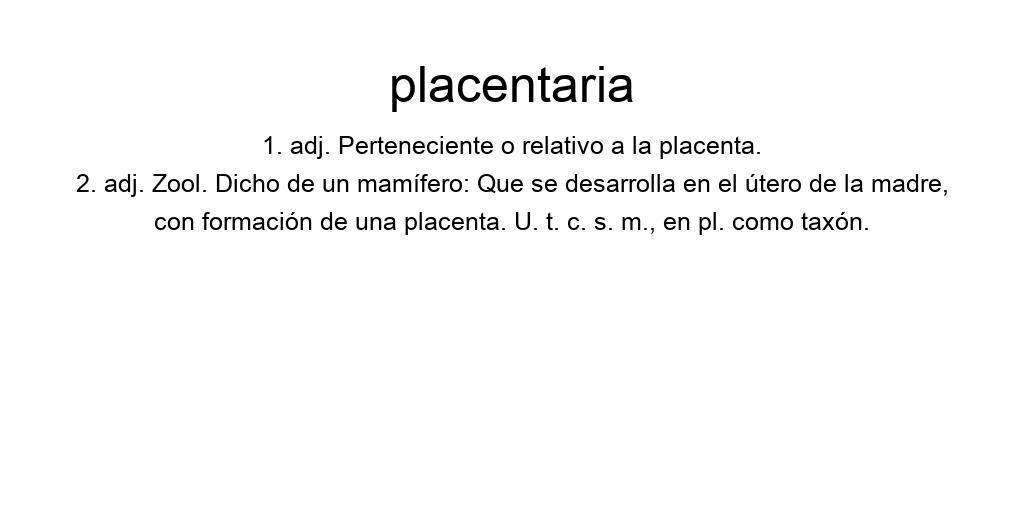 placentaria
1. adj. Perteneciente o relativo a la placenta.
2. adj. Zool. Dicho de un mamífero: Que se desarrolla en el útero de la madre,
con formación de una placenta. U. t. c. s. m., en pl. como taxón.